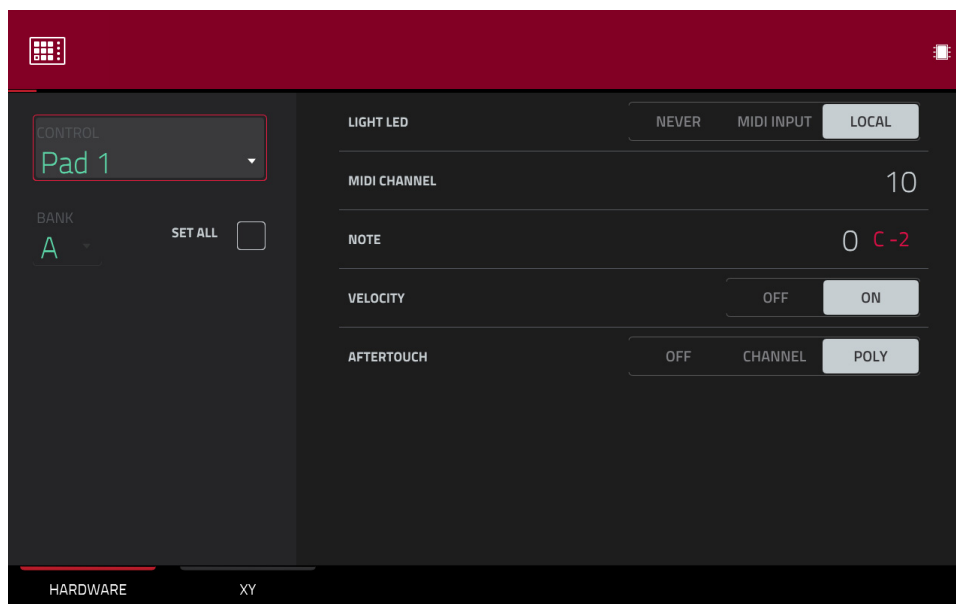 CONTROL
Pad 1
BANK
A
SET ALL
LIGHT LED NEVER MIDI INPUT LOCAL
MIDI CHANNEL 10
NOTE 0 C -2
VELOCITY OFF ON
AFTERTOUCH OFF CHANNEL POLY
HARDWARE XY